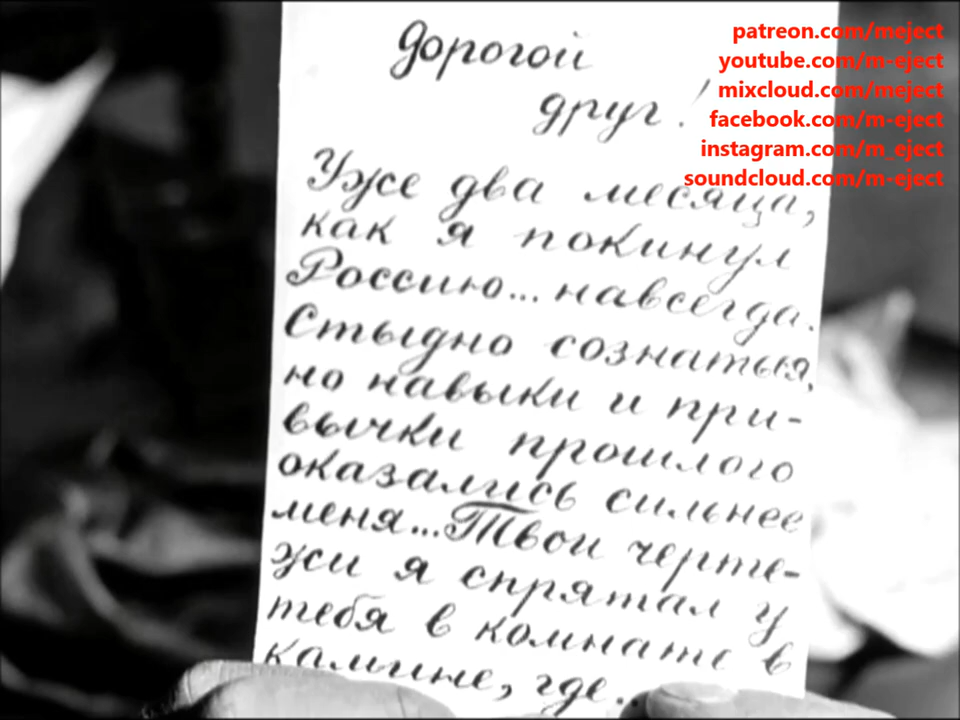 дорогой
друг!
Уже два месяца,
как я покинул
Россию... навсегда.
Стыдно сознаться,
но навыки и при-
вычки прошлого
оказались сильнее
меня... Твои черте-
жи я спрятал у
тебя в комнате в
камине, где...
patreon.com/meject
youtube.com/m-eject
mixcloud.com/meject
facebook.com/m-eject
instagram.com/m_eject
soundcloud.com/m-eject